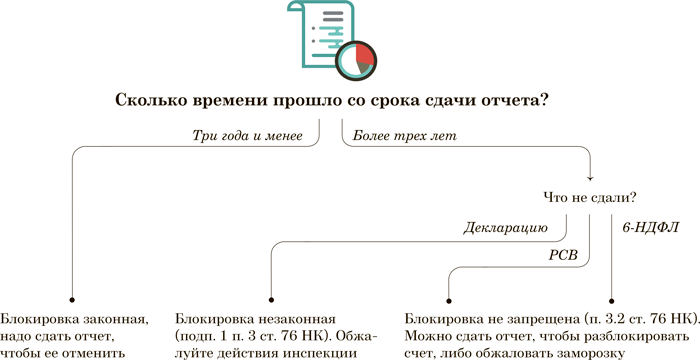 Сколько времени прошло со срока сдачи отчета?
Три года и менее
Более трех лет
Что не сдали?
Декларацию
6-НДФЛ
РСВ
Блокировка законная,
надо сдать отчет,
чтобы ее отменить
Блокировка незаконная
(подп. 1 п. 3 ст. 76 НК). Обжа-
луйте действия инспекции
Блокировка не запрещена (п. 3.2 ст. 76 НК).
Можно сдать отчет, чтобы разблокировать
счет, либо обжаловать заморозку